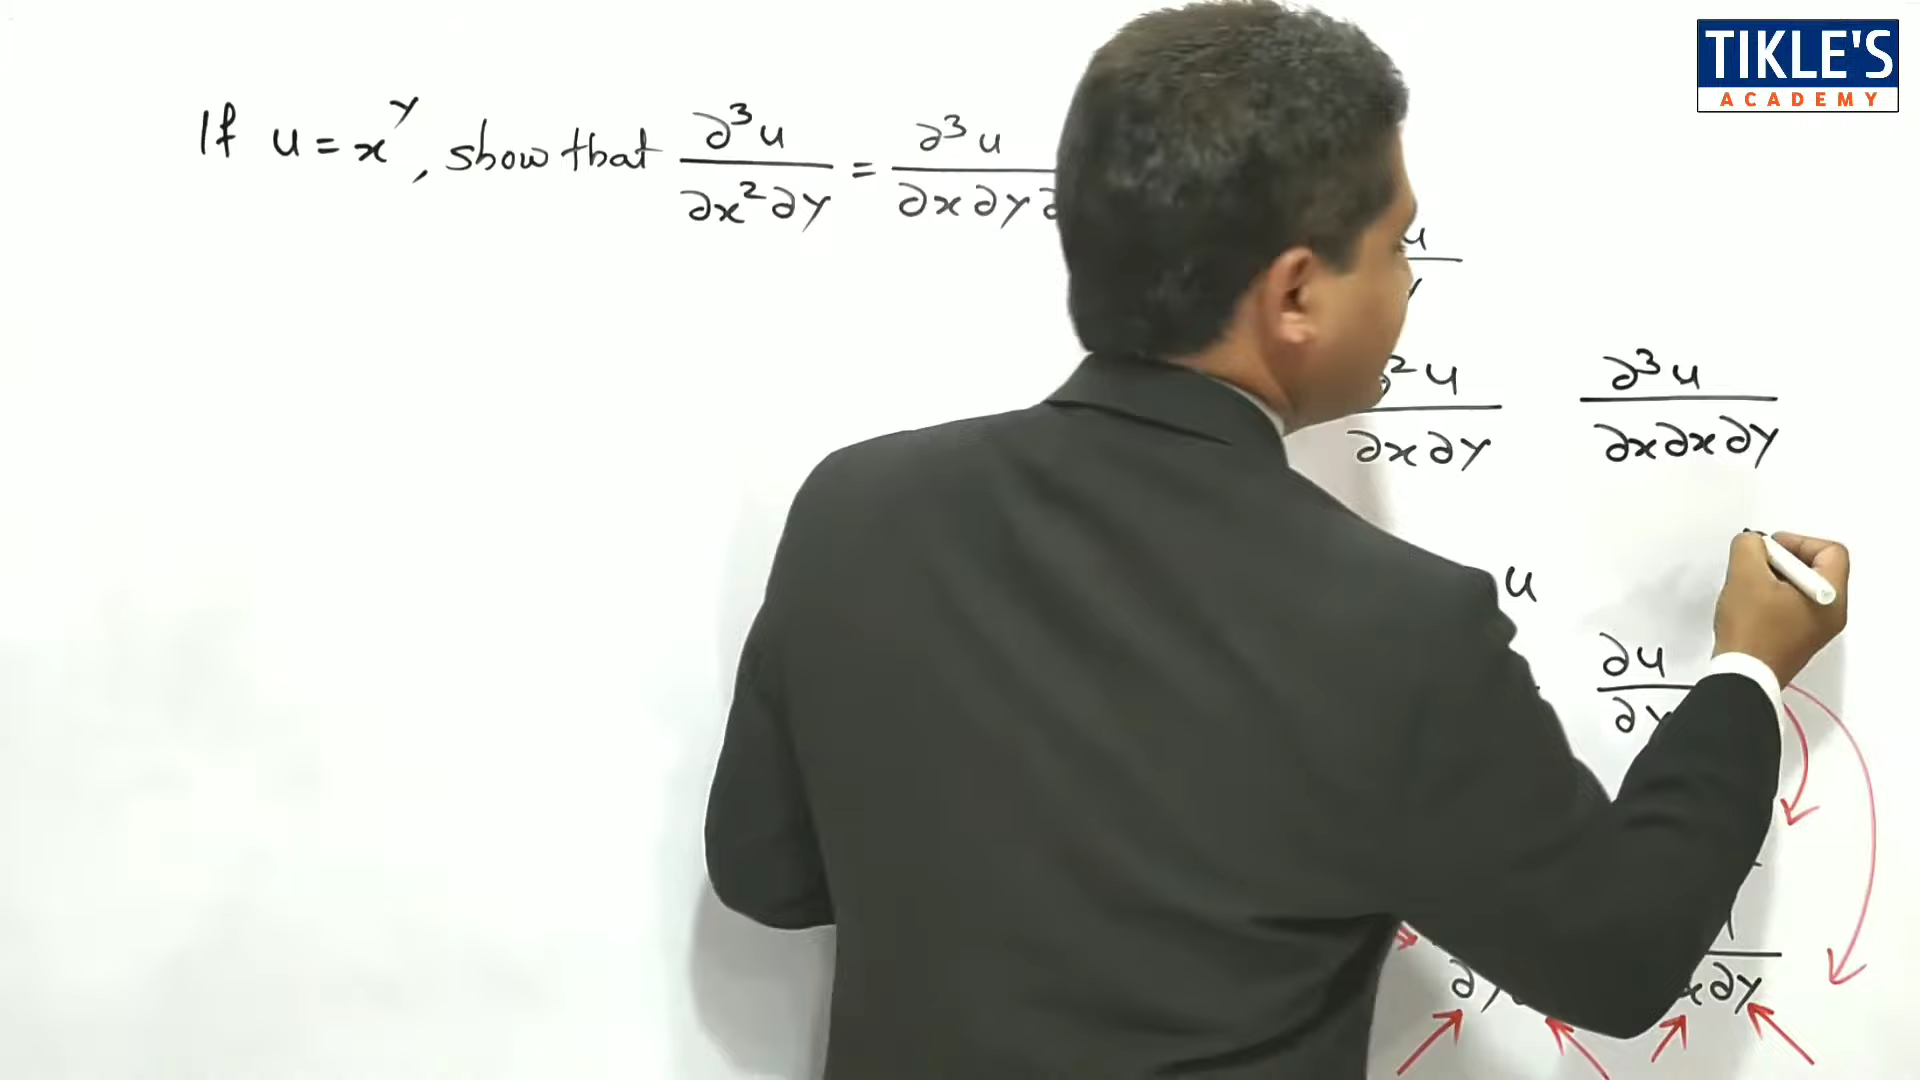 TIKLE'S
ACADEMY
If u = x^y, show that ∂³u/∂x²∂y = ∂³u/∂x∂y∂
u
²u/∂x∂y ∂³u/∂x∂x∂y
u
∂u/∂y
∂y x∂y